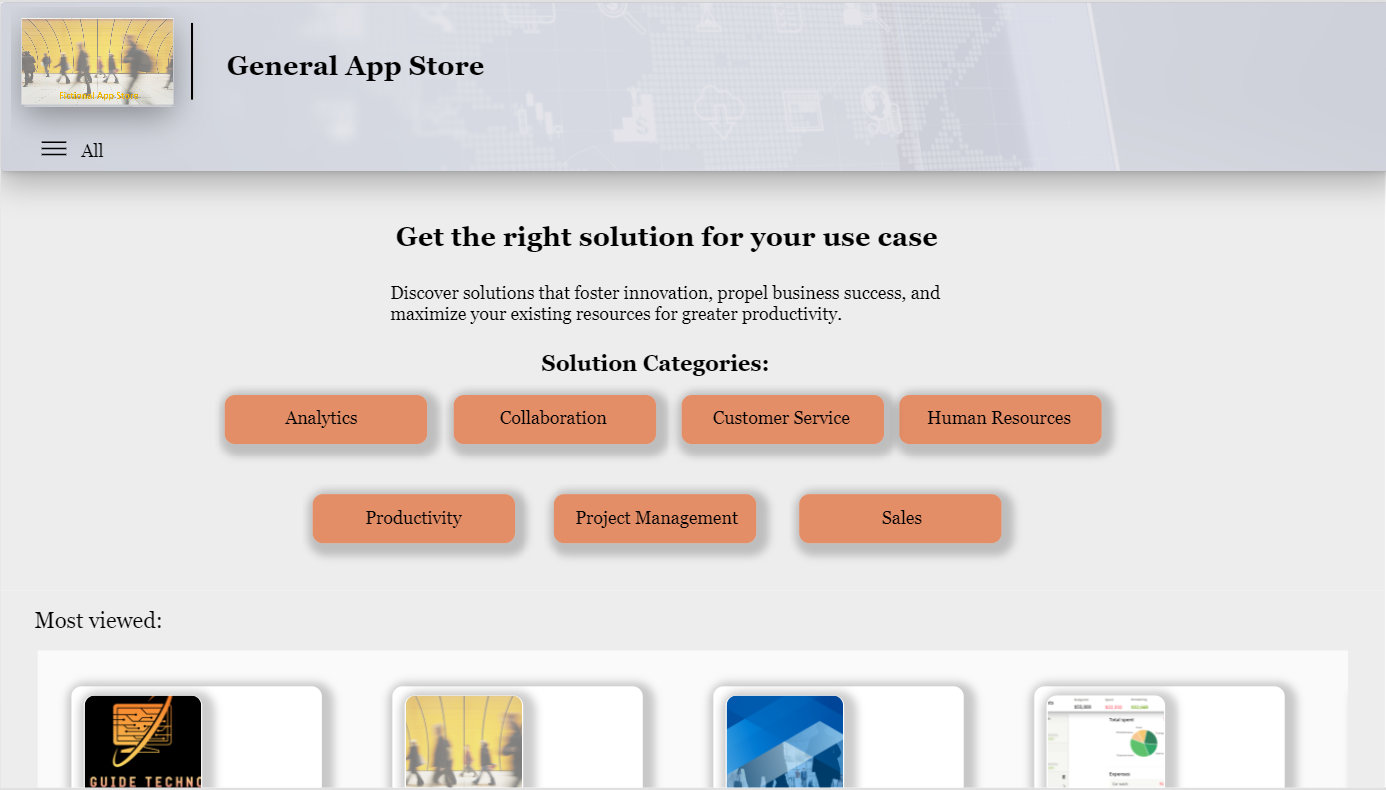 General App Store
Fictional App Store
All
Get the right solution for your use case
Discover solutions that foster innovation, propel business success, and
maximize your existing resources for greater productivity.
Solution Categories:
Analytics
Collaboration
Customer Service
Human Resources
Productivity
Project Management
Sales
Most viewed:
GUIDE TECHNO
Total spent
Expenses